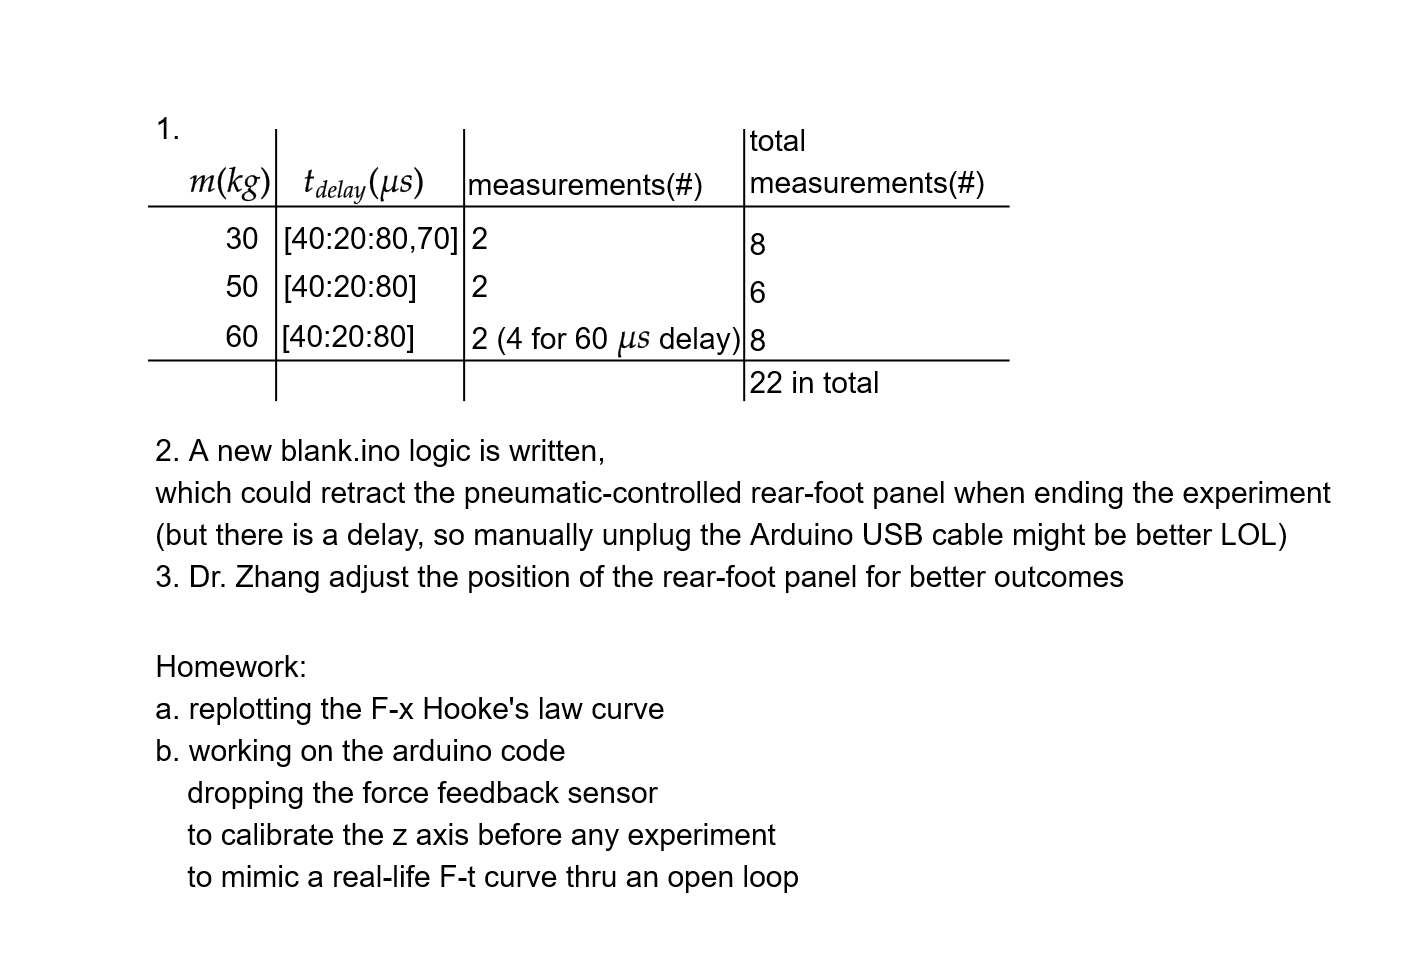 1.
m(kg) t_delay(μs) measurements(#) total measurements(#)
30 [40:20:80,70] 2 8
50 [40:20:80] 2 6
60 [40:20:80] 2 (4 for 60 μs delay) 8
22 in total
2. A new blank.ino logic is written,
which could retract the pneumatic-controlled rear-foot panel when ending the experiment
(but there is a delay, so manually unplug the Arduino USB cable might be better LOL)
3. Dr. Zhang adjust the position of the rear-foot panel for better outcomes
Homework:
a. replotting the F-x Hooke's law curve
b. working on the arduino code
dropping the force feedback sensor
to calibrate the z axis before any experiment
to mimic a real-life F-t curve thru an open loop